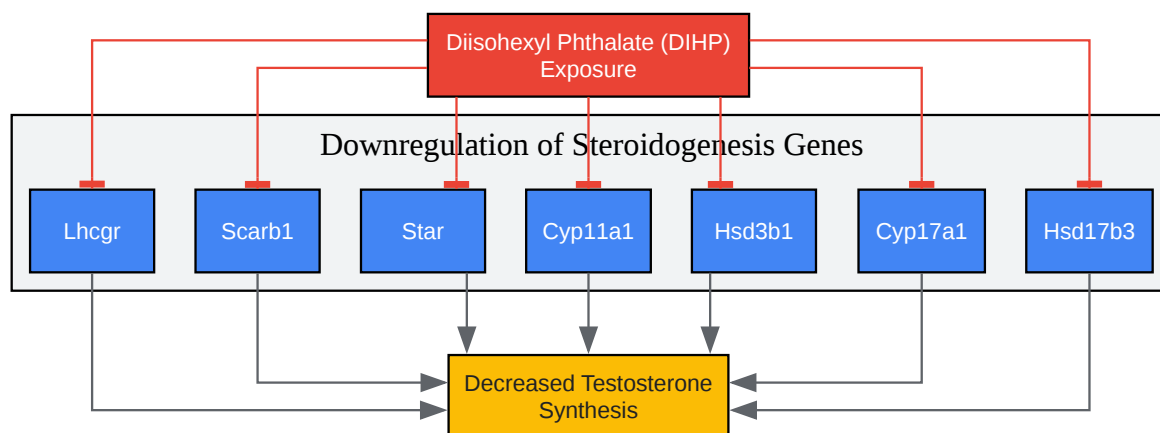 Diisohexyl Phthalate (DIHP)
Exposure
Downregulation of Steroidogenesis Genes
Lhcgr
Scarb1
Star
Cyp11a1
Hsd3b1
Cyp17a1
Hsd17b3
Decreased Testosterone
Synthesis